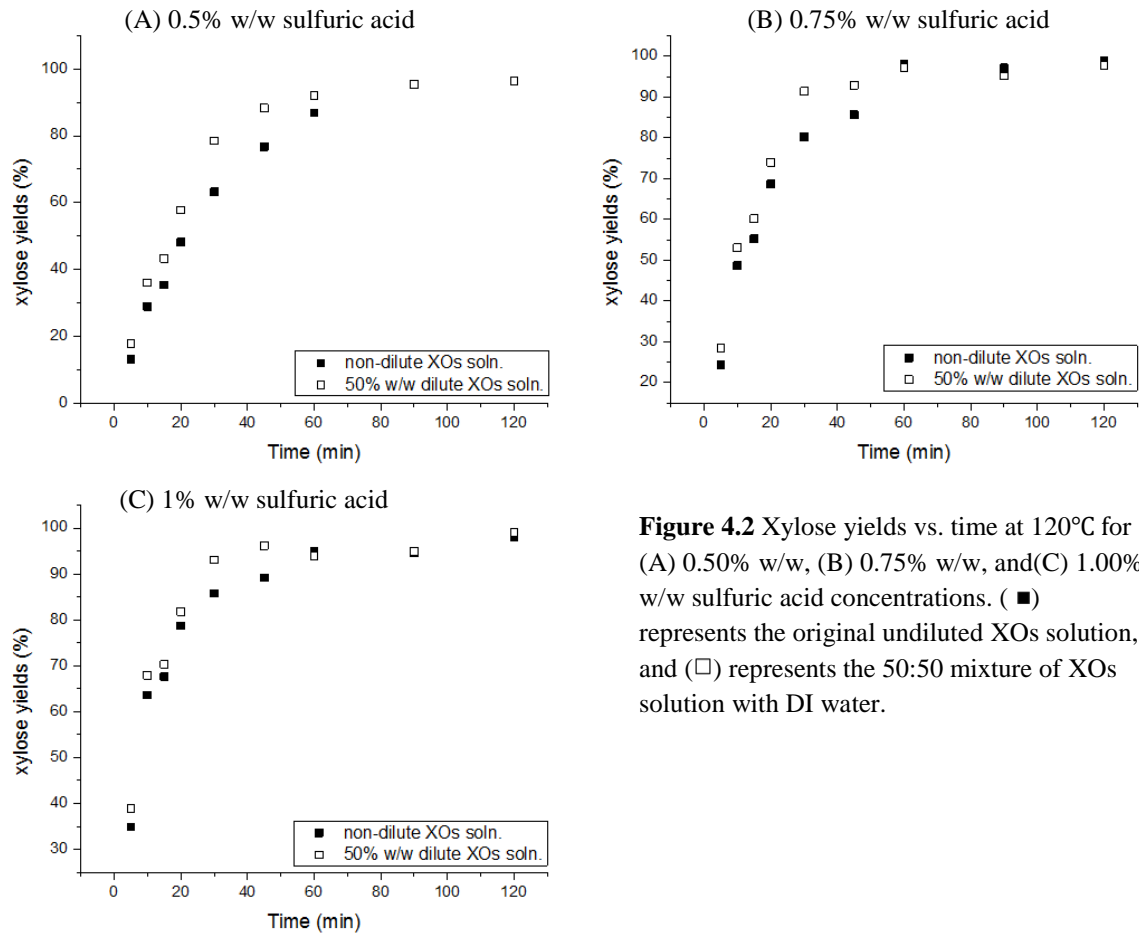 (A) 0.5% w/w sulfuric acid
100
80
60
40
20
0
xylose yields (%)
0 20 40 60 80 100 120
Time (min)
■ non-dilute XOs soln.
□ 50% w/w dilute XOs soln.
(B) 0.75% w/w sulfuric acid
100
90
80
70
60
50
40
30
20
xylose yields (%)
0 20 40 60 80 100 120
Time (min)
■ non-dilute XOs soln.
□ 50% w/w dilute XOs soln.
(C) 1% w/w sulfuric acid
100
90
80
70
60
50
40
30
xylose yields (%)
0 20 40 60 80 100 120
Time (min)
■ non-dilute XOs soln.
□ 50% w/w dilute XOs soln.
Figure 4.2 Xylose yields vs. time at 120℃ for
(A) 0.50% w/w, (B) 0.75% w/w, and(C) 1.00%
w/w sulfuric acid concentrations. ( ■)
represents the original undiluted XOs solution,
and (□) represents the 50:50 mixture of XOs
solution with DI water.